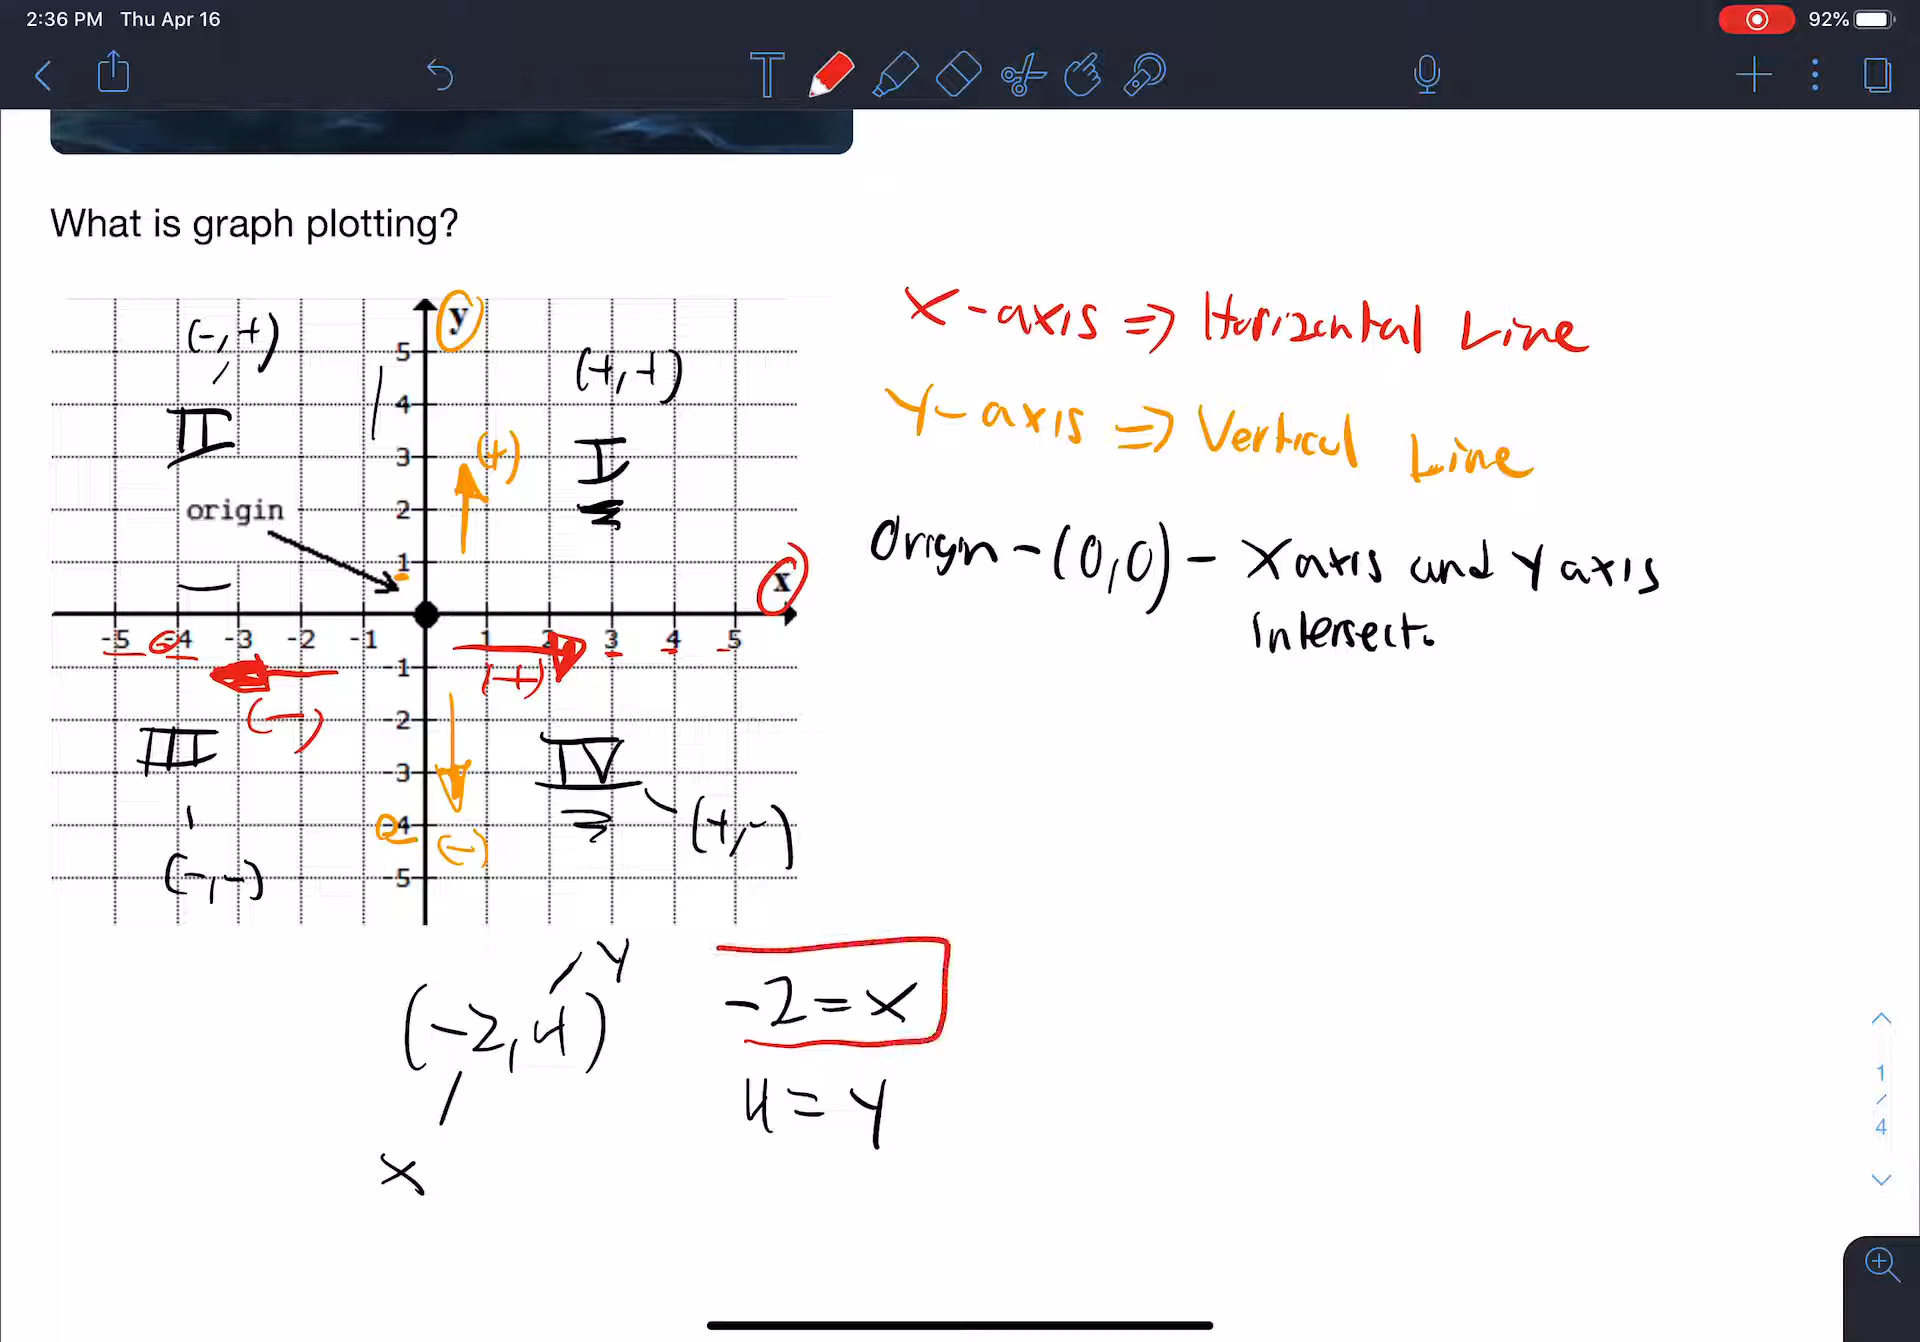 2:36 PM Thu Apr 16
92%
What is graph plotting?
X-axis => Horizontal Line
Y-axis => Vertical Line
Origin - (0,0) - X axis and Y axis
intersect.
y
(-,+)
5
(+,+)
4
II
3
(+)
I
origin
2
1
x
-5 -4 -3 -2 -1 1 2 3 4 5
-1
(+)
(-)
-2
III
IV
-3
-4
(-)
(+,-)
(-,-)
-5
y
(-2,4)
-2=x
4=y
x
1
/
4